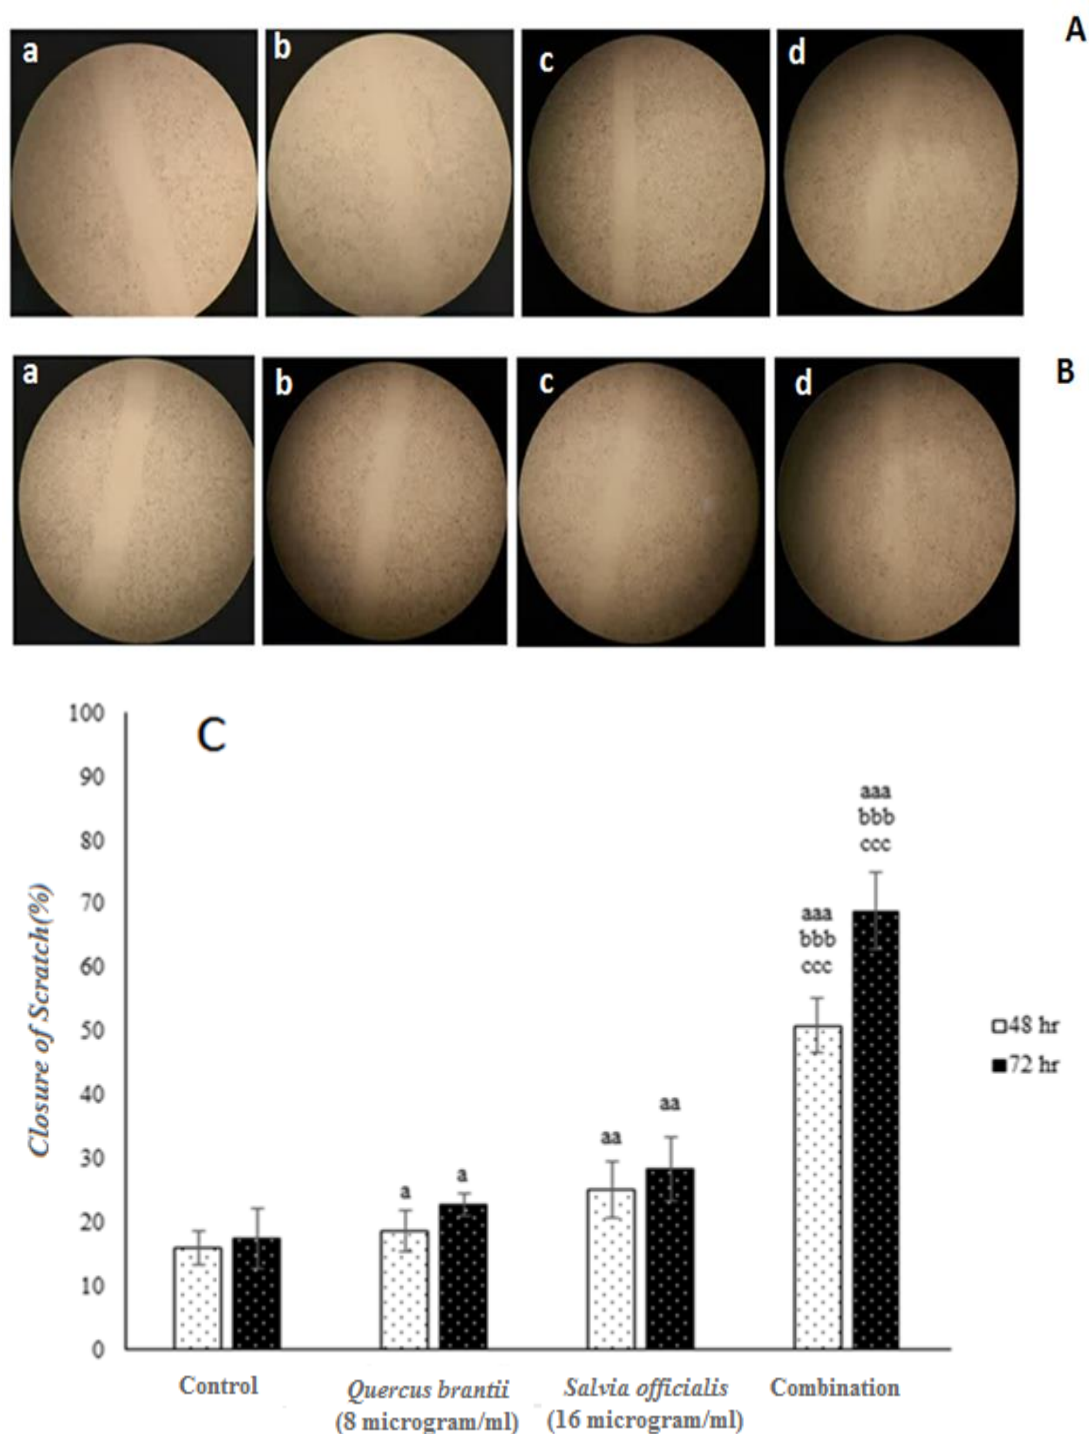 A
a b c d
B
a b c d
C
100
90
80
70
60
50
40
30
20
10
0
Closure of Scratch(%)
a
a
aa
aa
aaa
bbb
ccc
aaa
bbb
ccc
48 hr
72 hr
Control
Quercus brantii
(8 microgram/ml)
Salvia officialis
(16 microgram/ml)
Combination